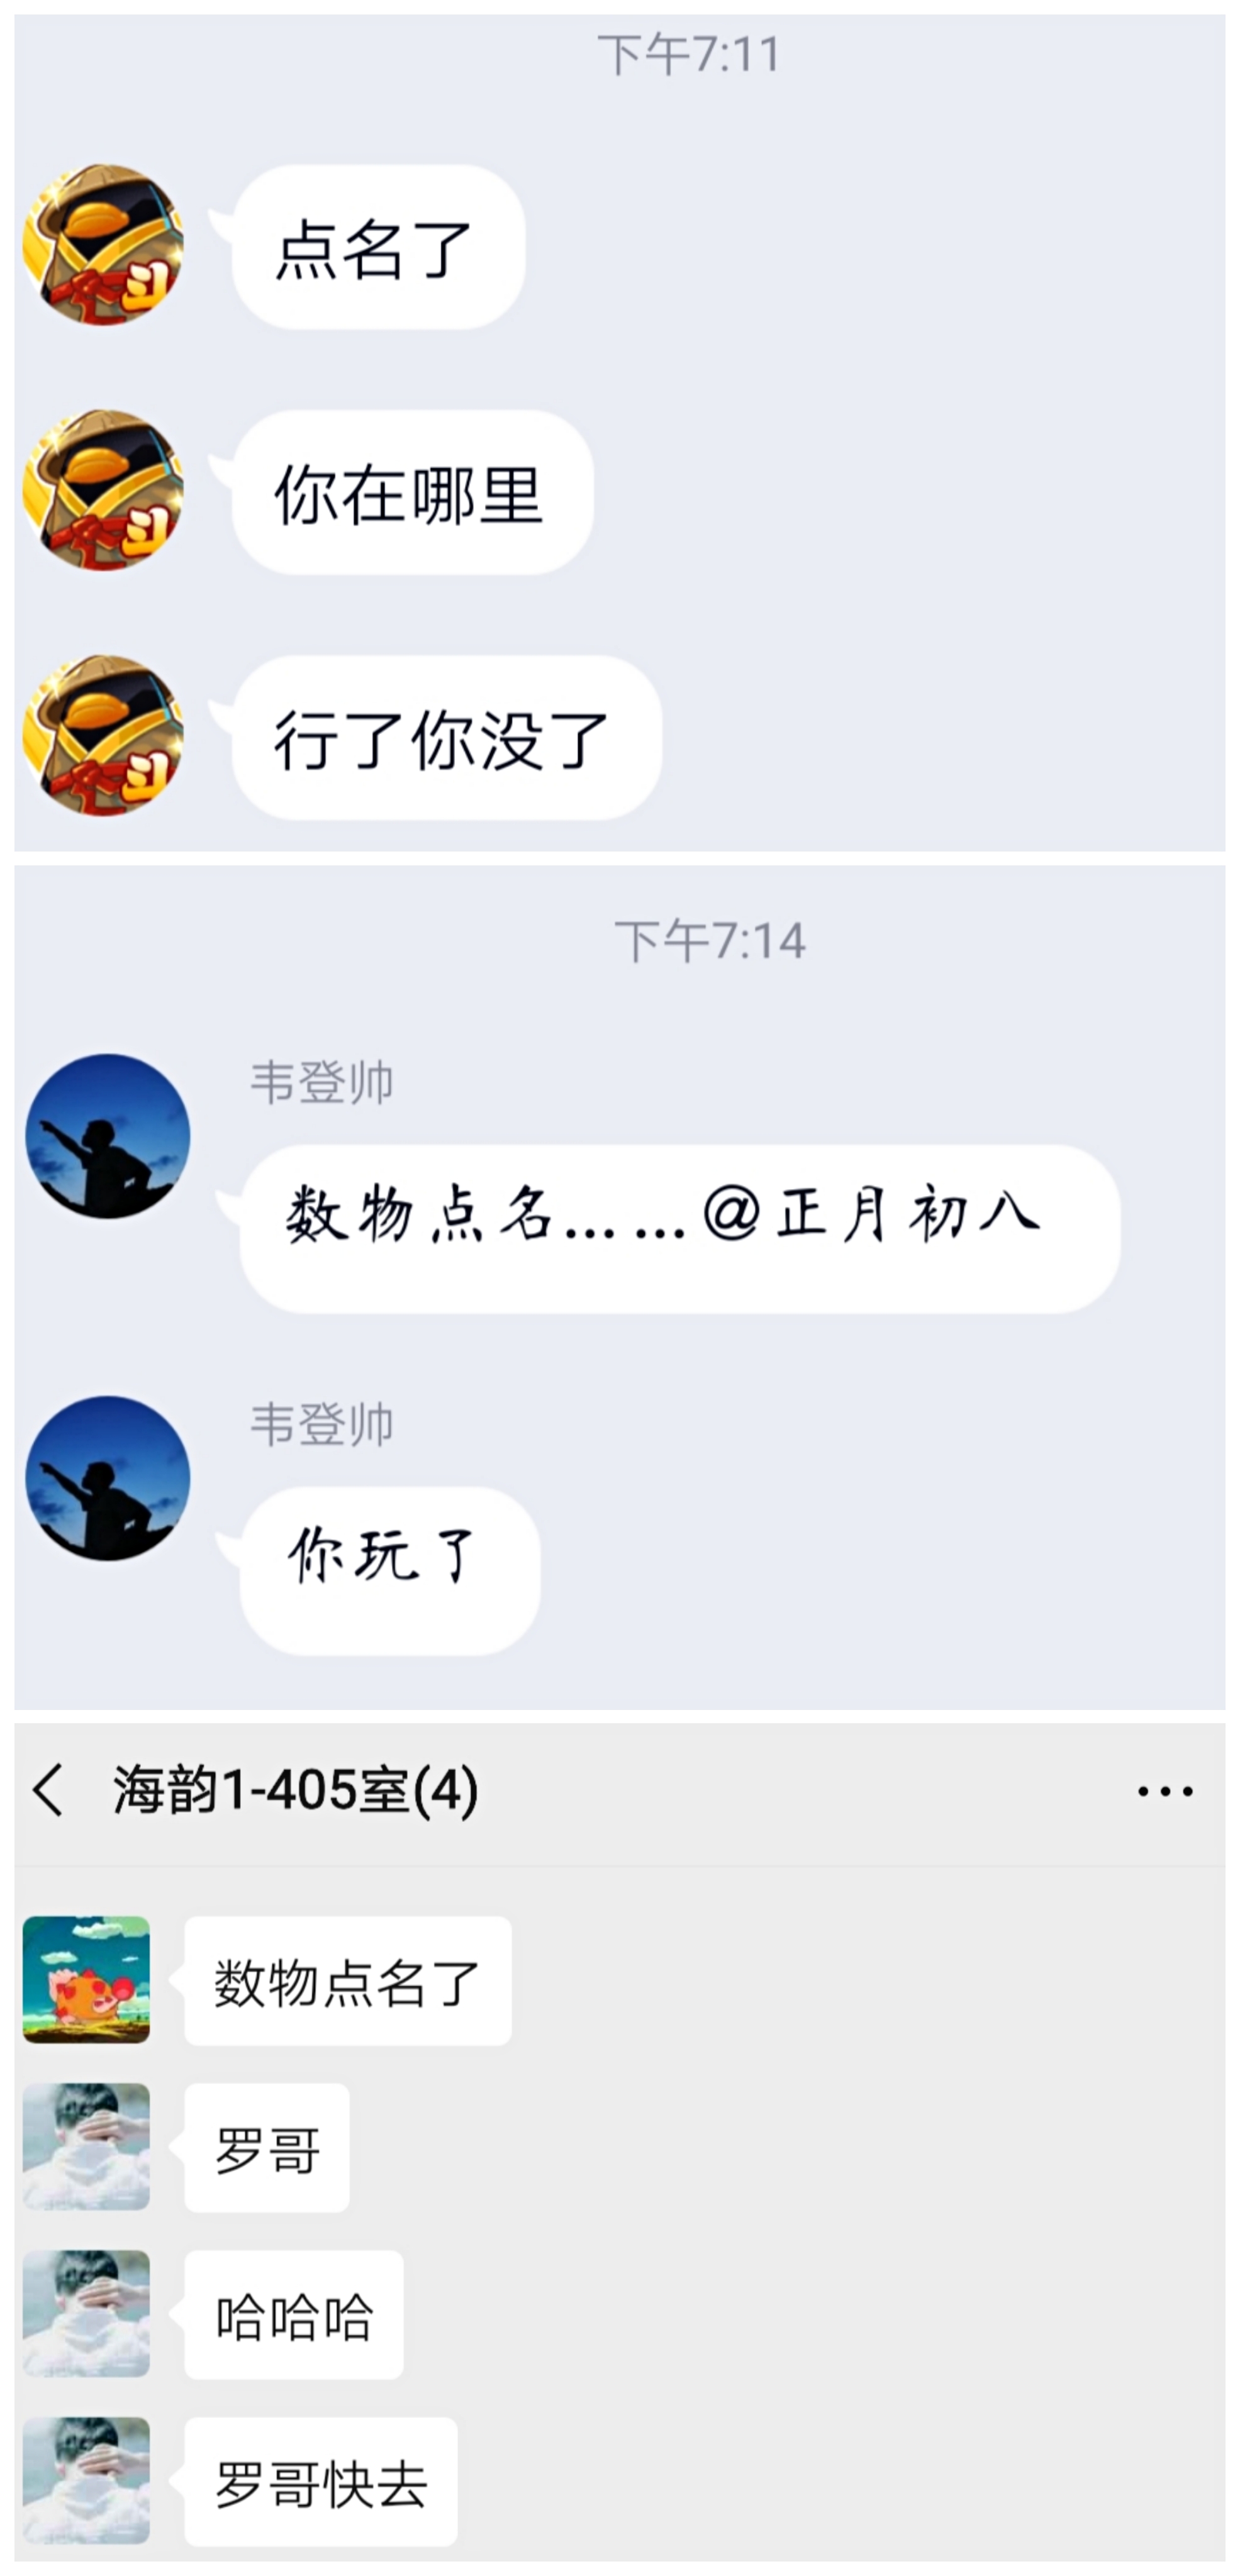 下午7:11
点名了
你在哪里
行了你没了
下午7:14
韦登帅
数物点名……@正月初八
韦登帅
你玩了
海韵1-405室(4)
数物点名了
罗哥
哈哈哈
罗哥快去